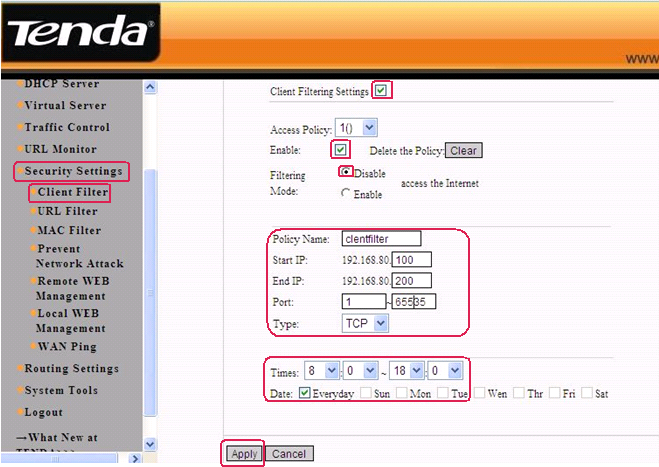 Tenda®
www
DHCP Server
Virtual Server
Traffic Control
URL Monitor
Security Settings
Client Filter
URL Filter
MAC Filter
Prevent
Network Attack
Remote WEB
Management
Local WEB
Management
WAN Ping
Routing Settings
System Tools
Logout
→What New at
Client Filtering Settings
Access Policy: 1()
Enable: Delete the Policy: Clear
Filtering Mode: Disable
Enable
access the Internet
Policy Name: clentfilter
Start IP: 192.168.80. 100
End IP: 192.168.80. 200
Port: 1 ~ 65535
Type: TCP
Times: 8 : 0 ~ 18 : 0
Date: Everyday Sun Mon Tue Wen Thr Fri Sat
Apply Cancel